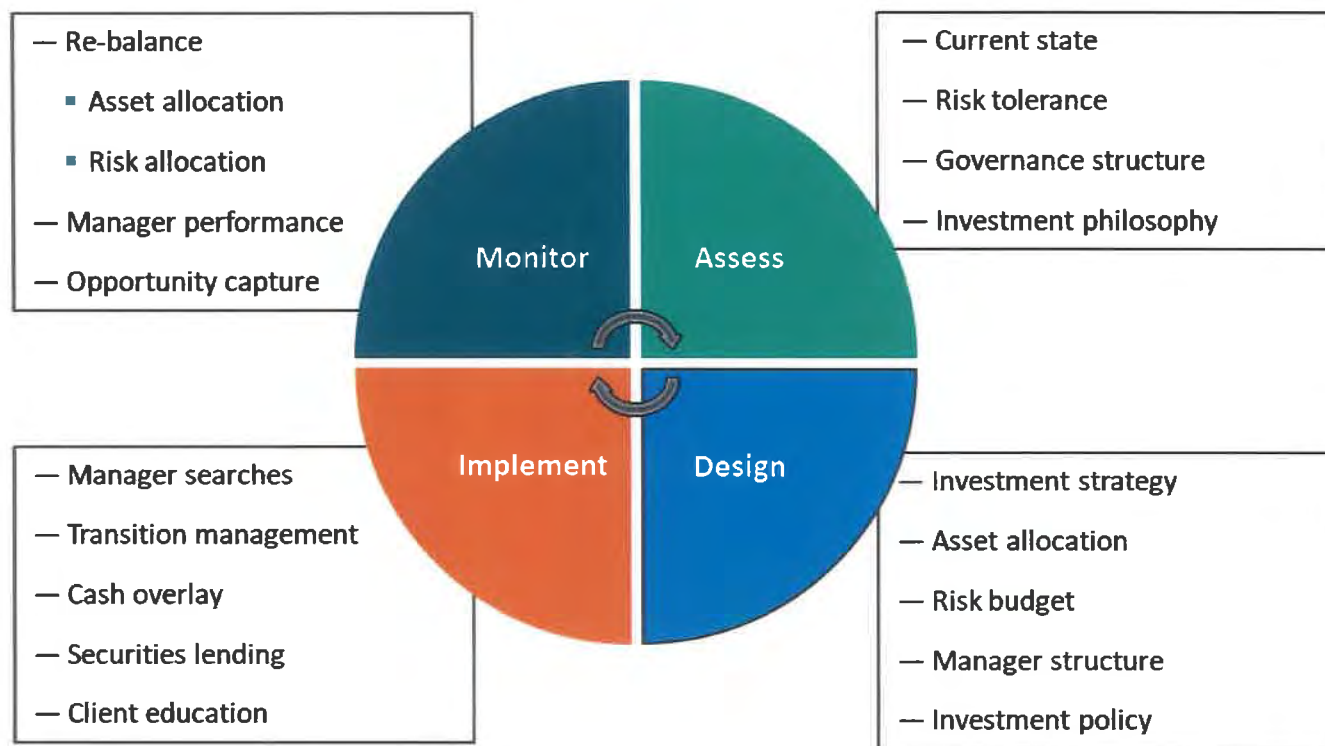 — Re-balance
▪ Asset allocation
▪ Risk allocation
— Manager performance
— Opportunity capture
— Current state
— Risk tolerance
— Governance structure
— Investment philosophy
Monitor
Assess
Implement
Design
— Manager searches
— Transition management
— Cash overlay
— Securities lending
— Client education
— Investment strategy
— Asset allocation
— Risk budget
— Manager structure
— Investment policy